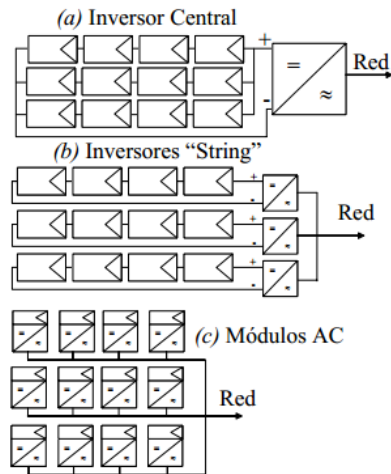 (a) Inversor Central
+
=
Red
-
≈
(b) Inversores “String”
+
=
-
≈
+
=
Red
-
≈
+
=
-
≈
= ≈ = ≈ = ≈ = ≈
(c) Módulos AC
= ≈ = ≈ = ≈ = ≈
Red
= ≈ = ≈ = ≈ = ≈